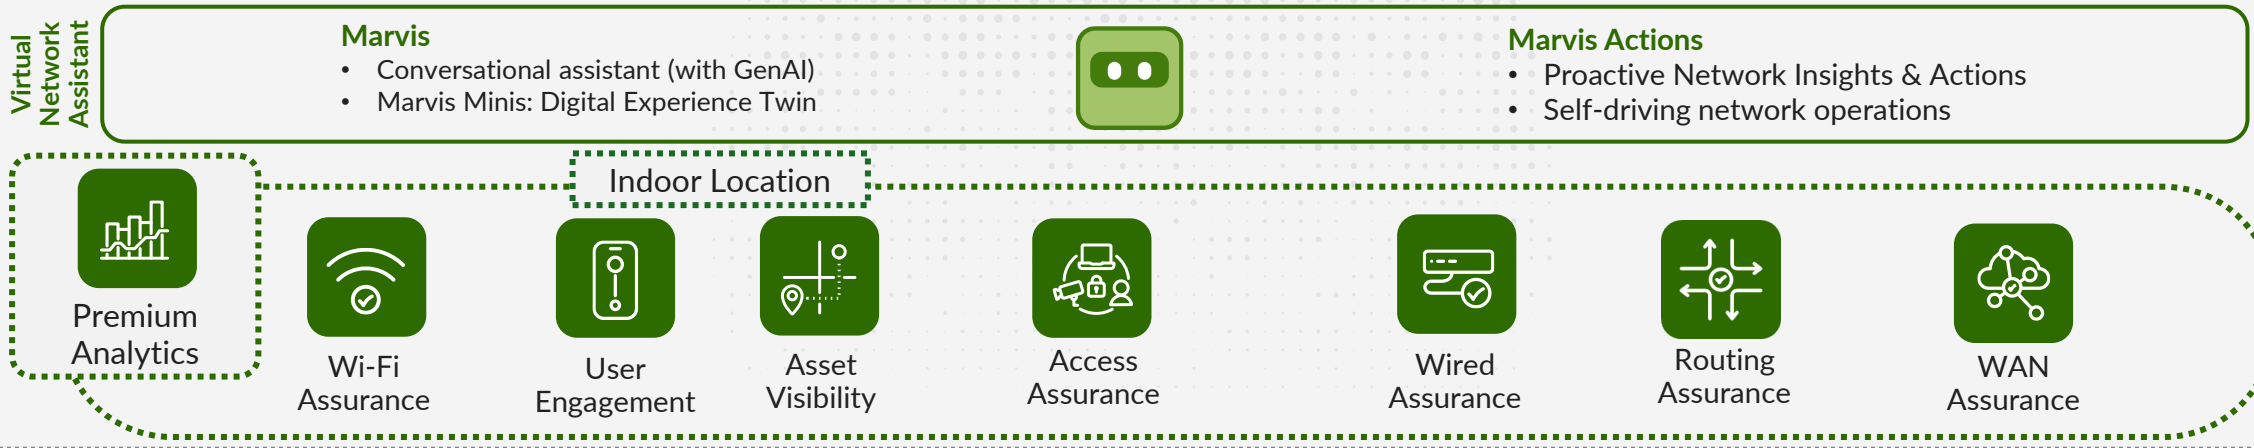 Virtual
Network
Assistant
Marvis
• Conversational assistant (with GenAI)
• Marvis Minis: Digital Experience Twin
Marvis Actions
• Proactive Network Insights & Actions
• Self-driving network operations
Indoor Location
Premium
Analytics
Wi-Fi
Assurance
User
Engagement
Asset
Visibility
Access
Assurance
Wired
Assurance
Routing
Assurance
WAN
Assurance